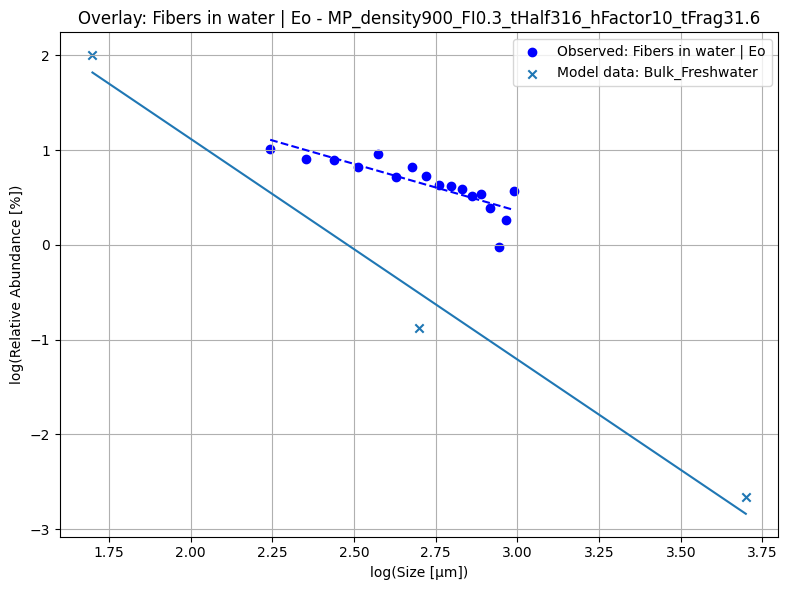 Overlay: Fibers in water | Eo - MP_density900_FI0.3_tHalf316_hFactor10_tFrag31.6
Observed: Fibers in water | Eo
Model data: Bulk_Freshwater
log(Relative Abundance [%])
2
1
0
−1
−2
−3
1.75 2.00 2.25 2.50 2.75 3.00 3.25 3.50 3.75
log(Size [μm])